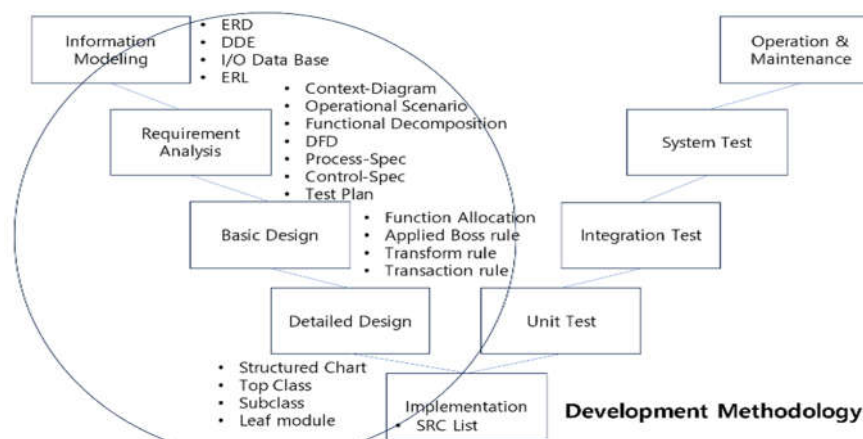 Information
Modeling
• ERD
• DDE
• I/O Data Base
• ERL
Operation &
Maintenance
Requirement
Analysis
• Context-Diagram
• Operational Scenario
• Functional Decomposition
• DFD
• Process-Spec
• Control-Spec
• Test Plan
System Test
Basic Design
• Function Allocation
• Applied Boss rule
• Transform rule
• Transaction rule
Integration Test
Detailed Design
Unit Test
• Structured Chart
• Top Class
• Subclass
• Leaf module
Implementation
• SRC List
Development Methodology